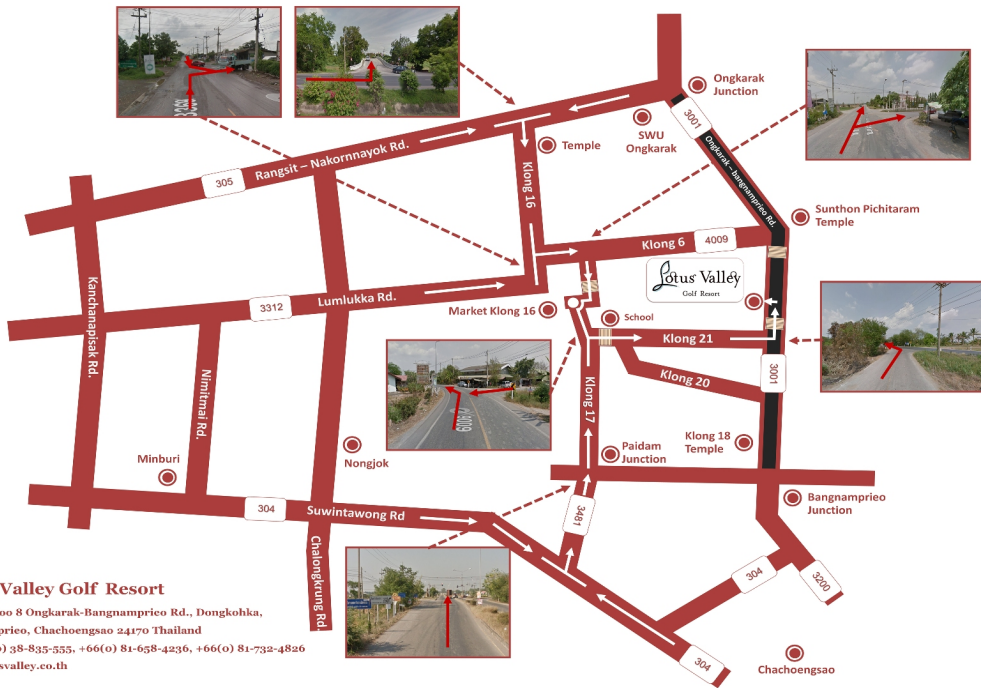 Ongkarak
Junction
3001
SWU
Ongkarak
Ongkarak – bangnamprieo Rd.
Temple
Rangsit – Nakornnayok Rd.
305
Klong 16
Sunthon Pichitaram
Temple
Klong 6
4009
Lotus Valley
Golf Resort
Kanchanapisak Rd.
Lumlukka Rd.
3312
Market Klong 16
School
Klong 21
Klong 20
3001
Nimitmai Rd.
Klong 17
Klong 18
Temple
Paidam
Junction
Nongjok
Minburi
Bangnamprieo
Junction
304
Suwintawong Rd
3481
Chalongkrung Rd.
304
3200
304
Chachoengsao
Valley Golf Resort
oo 8 Ongkarak-Bangnamprieo Rd., Dongkohka,
prieo, Chachoengsao 24170 Thailand
) 38-835-555, +66(0) 81-658-4236, +66(0) 81-732-4826
svalley.co.th